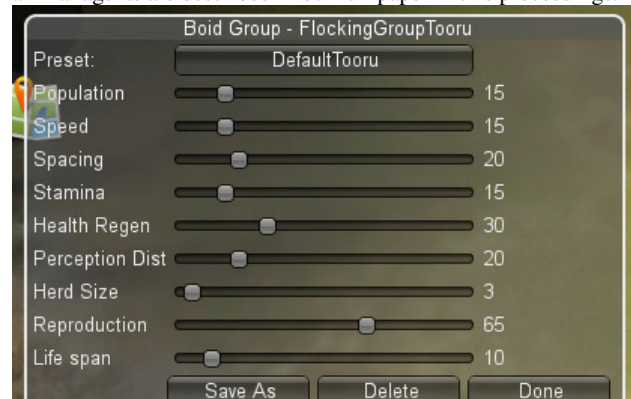 Boid Group - FlockingGroupTooru
Preset: DefaultTooru
Population 15
Speed 15
Spacing 20
Stamina 15
Health Regen 30
Perception Dist 20
Herd Size 3
Reproduction 65
Life span 10
Save As Delete Done